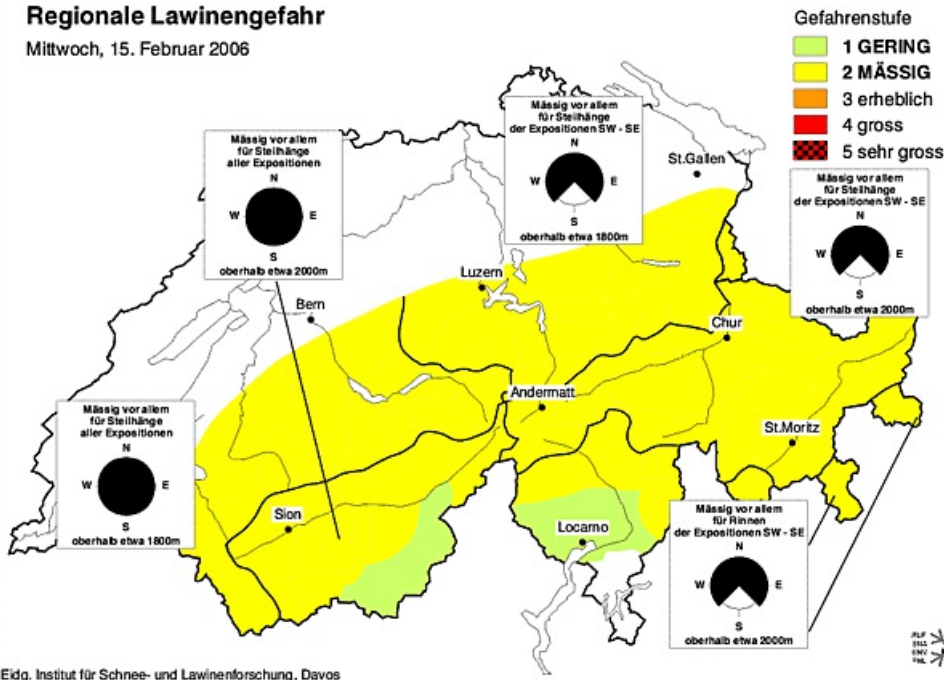 Regionale Lawinengefahr
Mittwoch, 15. Februar 2006
Gefahrenstufe
1 GERING
2 MÄSSIG
3 erheblich
4 gross
5 sehr gross
Mässig vor allem
für Steilhänge
der Expositionen SW - SE
N
W E
S
oberhalb etwa 1800m
Mässig vor allem
für Steilhänge
aller Expositionen
N
W E
S
oberhalb etwa 2000m
St.Gallen
Mässig vor allem
für Steilhänge
der Expositionen SW - SE
N
W E
S
oberhalb etwa 2000m
Luzern
Bern
Chur
Andermatt
Mässig vor allem
für Steilhänge
aller Expositionen
N
W E
S
oberhalb etwa 1800m
St.Moritz
Sion
Locarno
Mässig vor allem
für Rinnen
der Expositionen SW - SE
N
W E
S
oberhalb etwa 2000m
Eidg. Institut für Schnee- und Lawinenforschung, Davos